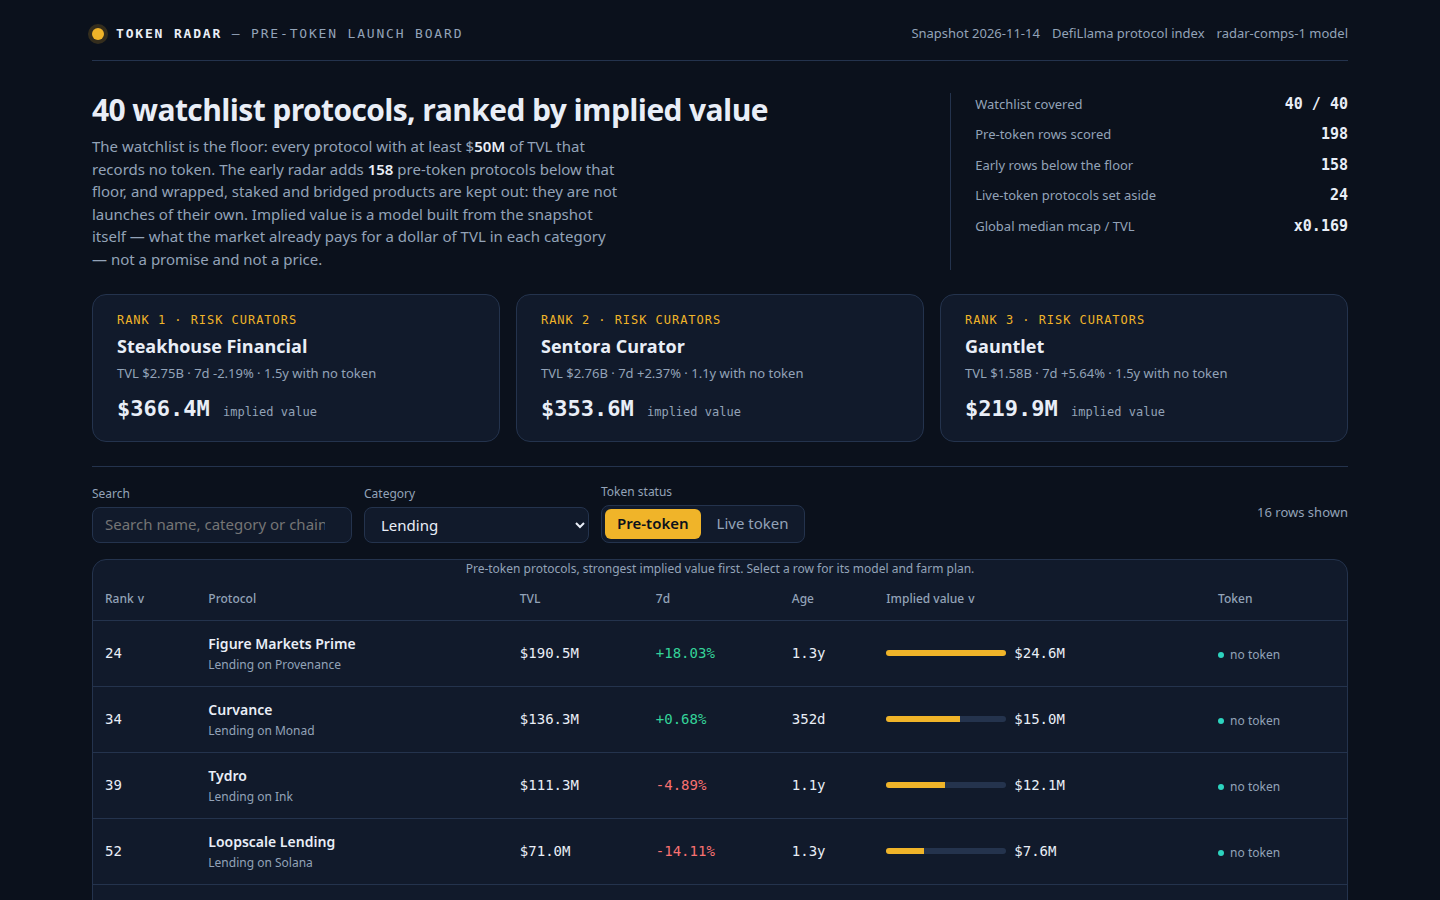 TOKEN RADAR — PRE-TOKEN LAUNCH BOARD
Snapshot 2026-11-14 DefiLlama protocol index radar-comps-1 model
40 watchlist protocols, ranked by implied value
The watchlist is the floor: every protocol with at least $50M of TVL that
records no token. The early radar adds 158 pre-token protocols below that
floor, and wrapped, staked and bridged products are kept out: they are not
launches of their own. Implied value is a model built from the snapshot
itself — what the market already pays for a dollar of TVL in each category
— not a promise and not a price.
Watchlist covered 40 / 40
Pre-token rows scored 198
Early rows below the floor 158
Live-token protocols set aside 24
Global median mcap / TVL x0.169
RANK 1 · RISK CURATORS
Steakhouse Financial
TVL $2.75B · 7d -2.19% · 1.5y with no token
$366.4M implied value
RANK 2 · RISK CURATORS
Sentora Curator
TVL $2.76B · 7d +2.37% · 1.1y with no token
$353.6M implied value
RANK 3 · RISK CURATORS
Gauntlet
TVL $1.58B · 7d +5.64% · 1.5y with no token
$219.9M implied value
Search
Search name, category or chain
Category
Lending
Token status
Pre-token Live token
16 rows shown
Pre-token protocols, strongest implied value first. Select a row for its model and farm plan.
Rank v Protocol TVL 7d Age Implied value v Token
24 Figure Markets Prime $190.5M +18.03% 1.3y $24.6M no token
Lending on Provenance
34 Curvance $136.3M +0.68% 352d $15.0M no token
Lending on Monad
39 Tydro $111.3M -4.89% 1.1y $12.1M no token
Lending on Ink
52 Loopscale Lending $71.0M -14.11% 1.3y $7.6M no token
Lending on Solana